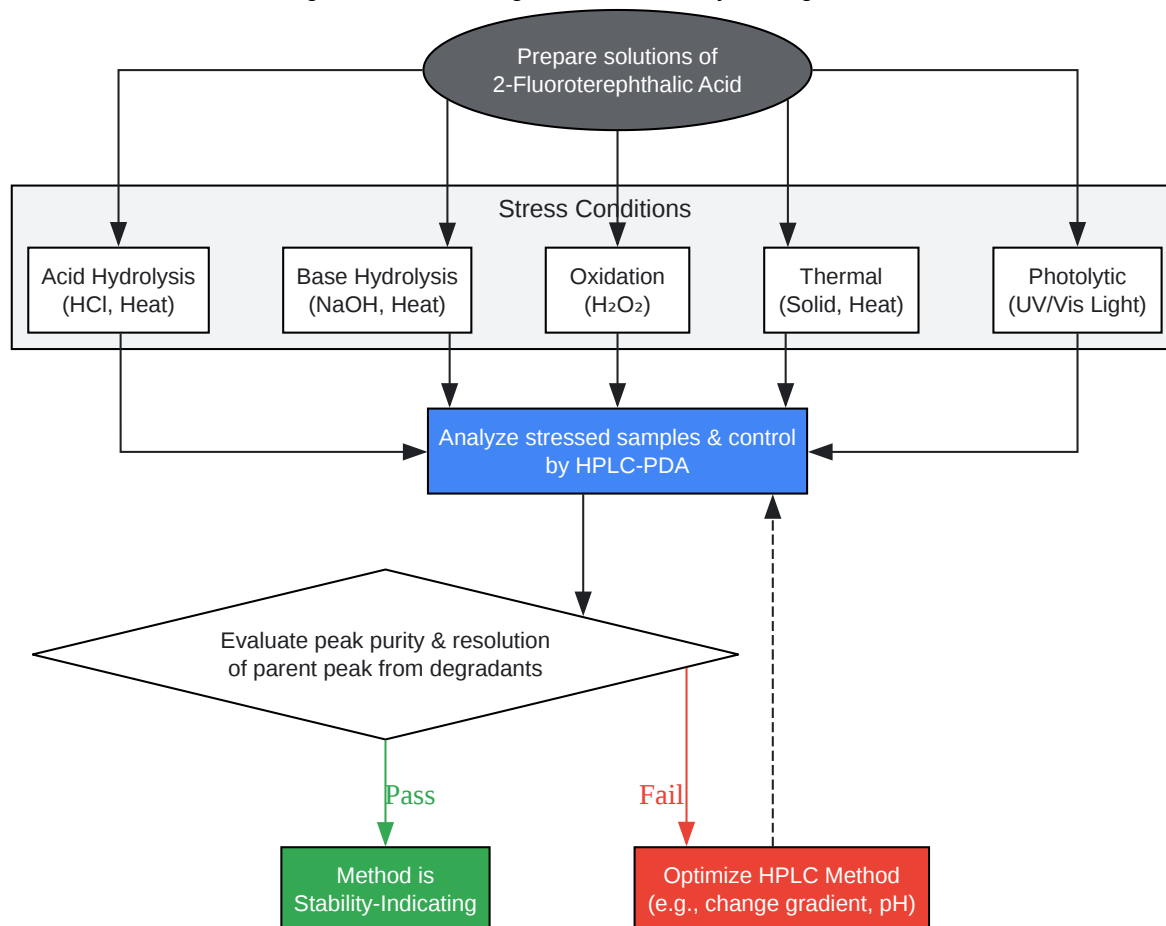 Prepare solutions of
2-Fluoroterephthalic Acid
Stress Conditions
Acid Hydrolysis
(HCl, Heat)
Base Hydrolysis
(NaOH, Heat)
Oxidation
(H₂O₂)
Thermal
(Solid, Heat)
Photolytic
(UV/Vis Light)
Analyze stressed samples & control
by HPLC-PDA
Evaluate peak purity & resolution
of parent peak from degradants
Pass
Fail
Method is
Stability-Indicating
Optimize HPLC Method
(e.g., change gradient, pH)